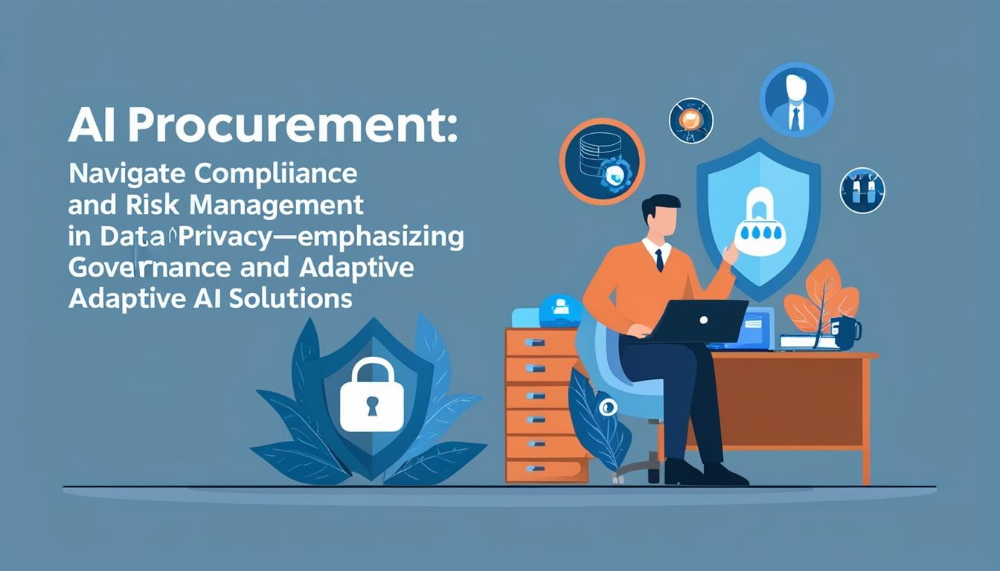 AI Procurement:
Navigate Compliiance
and Risk Management
in Data Privacy—emphasizing
Governance and Adaptive
Adaptive AI Solutions